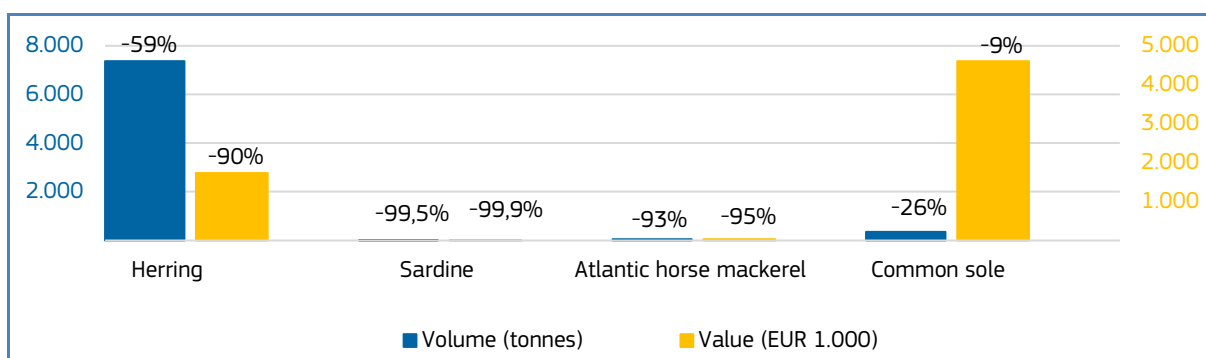 8.000
6.000
4.000
2.000
-59%
-90%
-99,5%
-99,9%
-93%
-95%
-26%
-9%
5.000
4.000
3.000
2.000
1.000
Herring
Sardine
Atlantic horse mackerel
Common sole
Volume (tonnes)
Value (EUR 1.000)